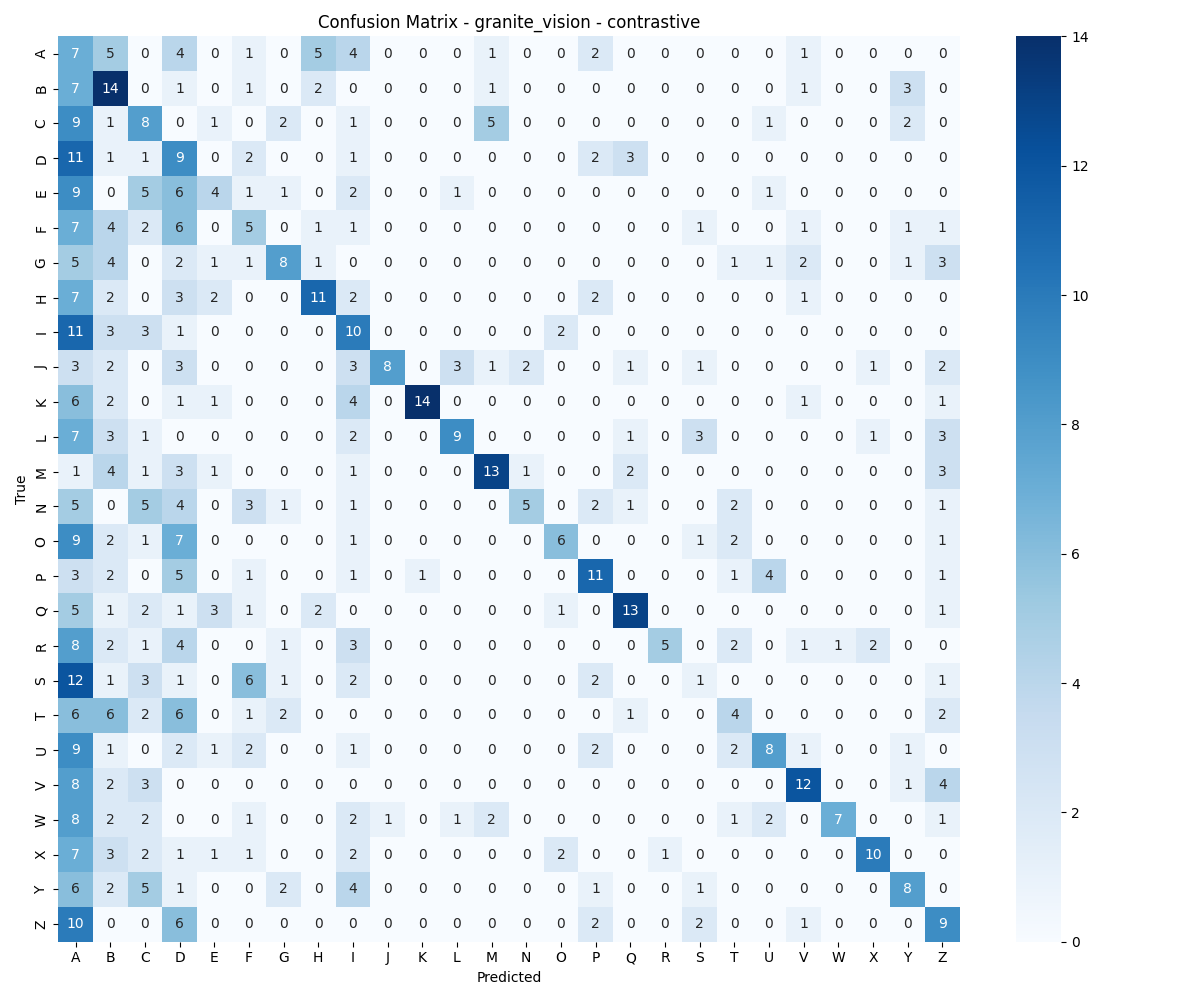 Confusion Matrix - granite_vision - contrastive
A 7 5 0 4 0 1 0 5 4 0 0 0 1 0 0 2 0 0 0 0 0 1 0 0 0 0
B 7 14 0 1 0 1 0 2 0 0 0 0 1 0 0 0 0 0 0 0 0 1 0 0 3 0
C 9 1 8 0 1 0 2 0 1 0 0 0 5 0 0 0 0 0 0 0 1 0 0 0 2 0
D 11 1 1 9 0 2 0 0 1 0 0 0 0 0 0 2 3 0 0 0 0 0 0 0 0 0
E 9 0 5 6 4 1 1 0 2 0 0 1 0 0 0 0 0 0 0 0 1 0 0 0 0 0
F 7 4 2 6 0 5 0 1 1 0 0 0 0 0 0 0 0 0 1 0 0 1 0 0 1 1
G 5 4 0 2 1 1 8 1 0 0 0 0 0 0 0 0 0 0 0 1 1 2 0 0 1 3
H 7 2 0 3 2 0 0 11 2 0 0 0 0 0 0 2 0 0 0 0 0 1 0 0 0 0
I 11 3 3 1 0 0 0 0 10 0 0 0 0 0 2 0 0 0 0 0 0 0 0 0 0 0
J 3 2 0 3 0 0 0 0 3 8 0 3 1 2 0 0 1 0 1 0 0 0 0 1 0 2
K 6 2 0 1 1 0 0 0 4 0 14 0 0 0 0 0 0 0 0 0 0 1 0 0 0 1
L 7 3 1 0 0 0 0 0 2 0 0 9 0 0 0 0 1 0 3 0 0 0 0 1 0 3
M 1 4 1 3 1 0 0 0 1 0 0 0 13 1 0 0 2 0 0 0 0 0 0 0 0 3
N 5 0 5 4 0 3 1 0 1 0 0 0 0 5 0 2 1 0 0 2 0 0 0 0 0 1
O 9 2 1 7 0 0 0 0 1 0 0 0 0 0 6 0 0 0 1 2 0 0 0 0 0 1
P 3 2 0 5 0 1 0 0 1 0 1 0 0 0 0 11 0 0 0 1 4 0 0 0 0 1
Q 5 1 2 1 3 1 0 2 0 0 0 0 0 0 1 0 13 0 0 0 0 0 0 0 0 1
R 8 2 1 4 0 0 1 0 3 0 0 0 0 0 0 0 0 5 0 2 0 1 1 2 0 0
S 12 1 3 1 0 6 1 0 2 0 0 0 0 0 0 2 0 0 1 0 0 0 0 0 0 1
T 6 6 2 6 0 1 2 0 0 0 0 0 0 0 0 0 1 0 0 4 0 0 0 0 0 2
U 9 1 0 2 1 2 0 0 1 0 0 0 0 0 0 2 0 0 0 2 8 1 0 0 1 0
V 8 2 3 0 0 0 0 0 0 0 0 0 0 0 0 0 0 0 0 0 0 12 0 0 1 4
W 8 2 2 0 0 1 0 0 2 1 0 1 2 0 0 0 0 0 0 1 2 0 7 0 0 1
X 7 3 2 1 1 1 0 0 2 0 0 0 0 0 2 0 0 1 0 0 0 0 0 10 0 0
Y 6 2 5 1 0 0 2 0 4 0 0 0 0 0 0 1 0 0 1 0 0 0 0 0 8 0
Z 10 0 0 6 0 0 0 0 0 0 0 0 0 0 0 2 0 0 2 0 0 1 0 0 0 9
A B C D E F G H I J K L M N O P Q R S T U V W X Y Z
Predicted
True
14
12
10
8
6
4
2
0